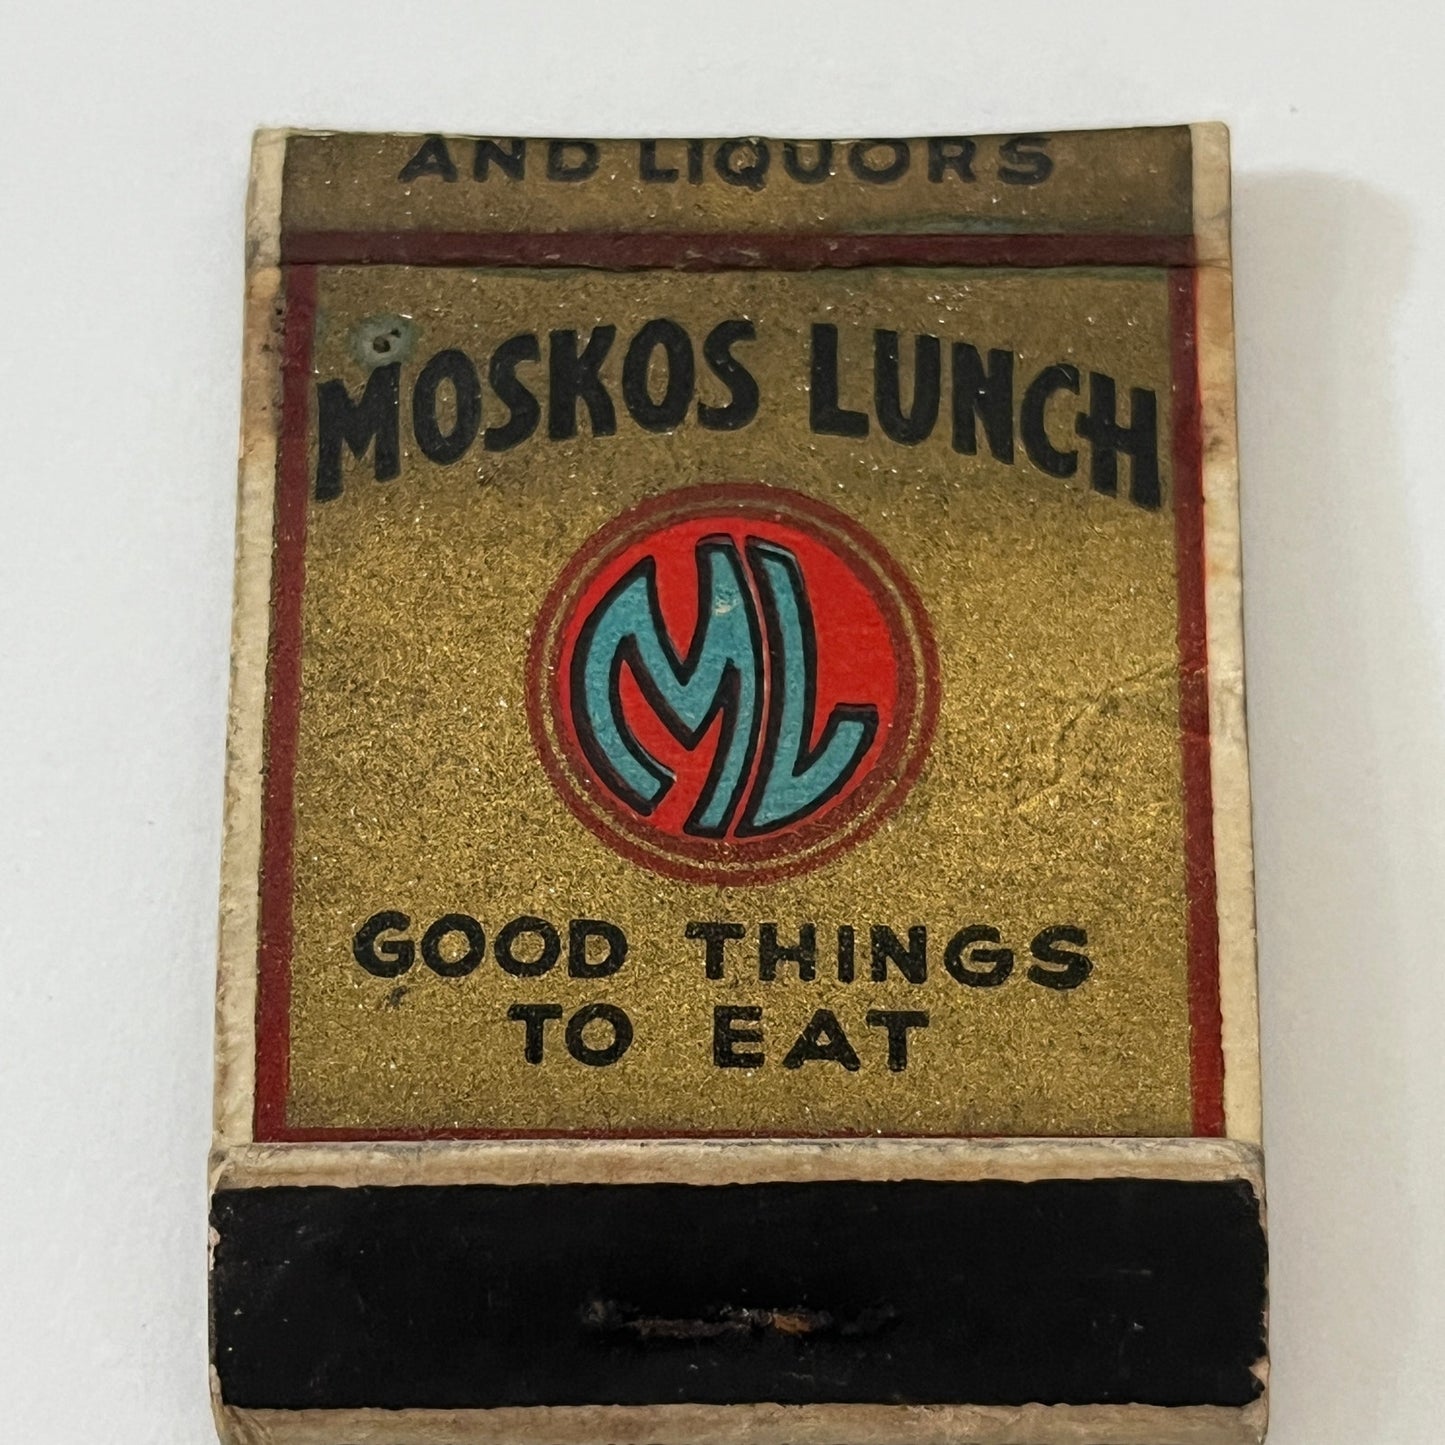 AND LIQUORS
MOSKOS LUNCH
ML
GOOD THINGS
TO EAT